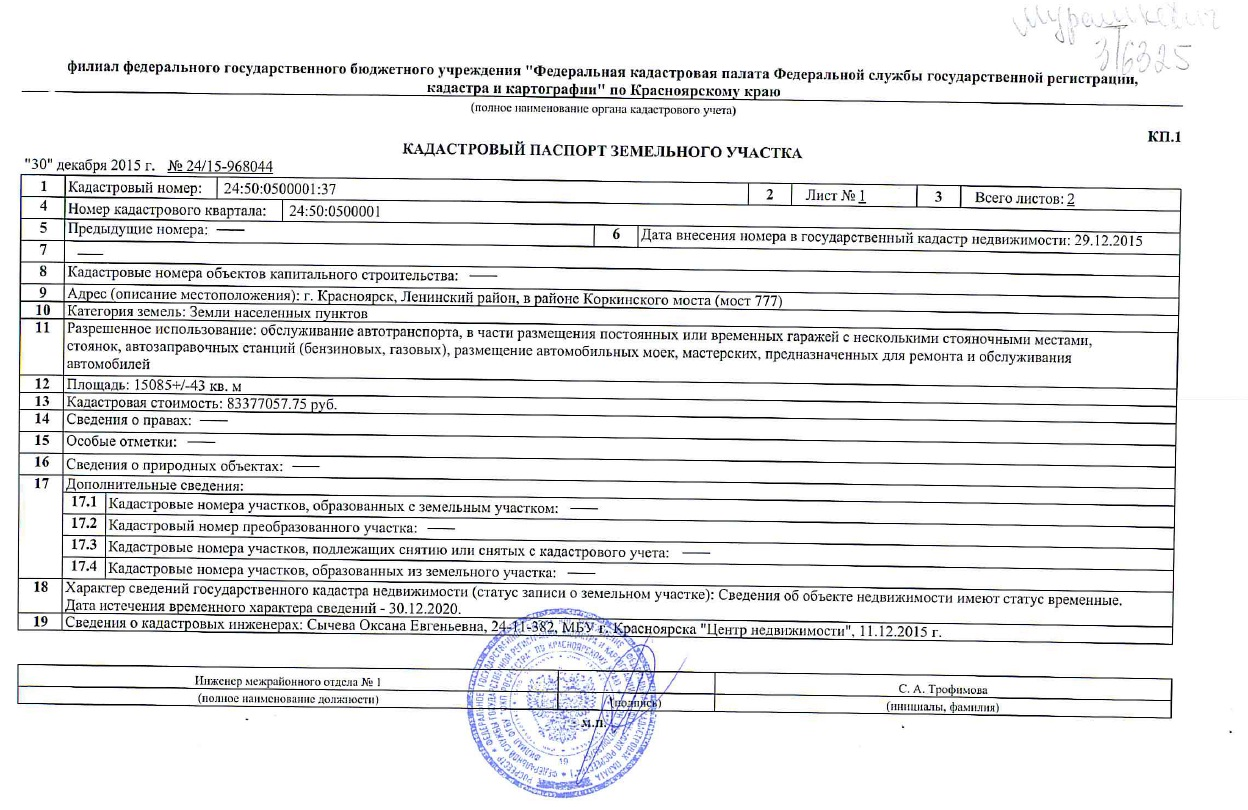 Мурашкевич
3/6325
филиал федерального государственного бюджетного учреждения "Федеральная кадастровая палата Федеральной службы государственной регистрации,
кадастра и картографии" по Красноярскому краю
(полное наименование органа кадастрового учета)
КП.1
КАДАСТРОВЫЙ ПАСПОРТ ЗЕМЕЛЬНОГО УЧАСТКА
"30" декабря 2015 г. № 24/15-968044
1 Кадастровый номер: 24:50:0500001:37 2 Лист № 1 3 Всего листов: 2
4 Номер кадастрового квартала: 24:50:0500001
5 Предыдущие номера: —— 6 Дата внесения номера в государственный кадастр недвижимости: 29.12.2015
7 ——
8 Кадастровые номера объектов капитального строительства: ——
9 Адрес (описание местоположения): г. Красноярск, Ленинский район, в районе Коркинского моста (мост 777)
10 Категория земель: Земли населенных пунктов
11 Разрешенное использование: обслуживание автотранспорта, в части размещения постоянных или временных гаражей с несколькими стояночными местами,
стоянок, автозаправочных станций (бензиновых, газовых), размещение автомобильных моек, мастерских, предназначенных для ремонта и обслуживания
автомобилей
12 Площадь: 15085+/-43 кв. м
13 Кадастровая стоимость: 83377057.75 руб.
14 Сведения о правах: ——
15 Особые отметки: ——
16 Сведения о природных объектах: ——
17 Дополнительные сведения:
17.1 Кадастровые номера участков, образованных с земельным участком: ——
17.2 Кадастровый номер преобразованного участка: ——
17.3 Кадастровые номера участков, подлежащих снятию или снятых с кадастрового учета: ——
17.4 Кадастровые номера участков, образованных из земельного участка: ——
18 Характер сведений государственного кадастра недвижимости (статус записи о земельном участке): Сведения об объекте недвижимости имеют статус временные.
Дата истечения временного характера сведений - 30.12.2020.
19 Сведения о кадастровых инженерах: Сычева Оксана Евгеньевна, 24-11-382, МБУ г. Красноярска "Центр недвижимости", 11.12.2015 г.
Инженер межрайонного отдела № 1 С. А. Трофимова
(полное наименование должности) (подпись) (инициалы, фамилия)
М.П.